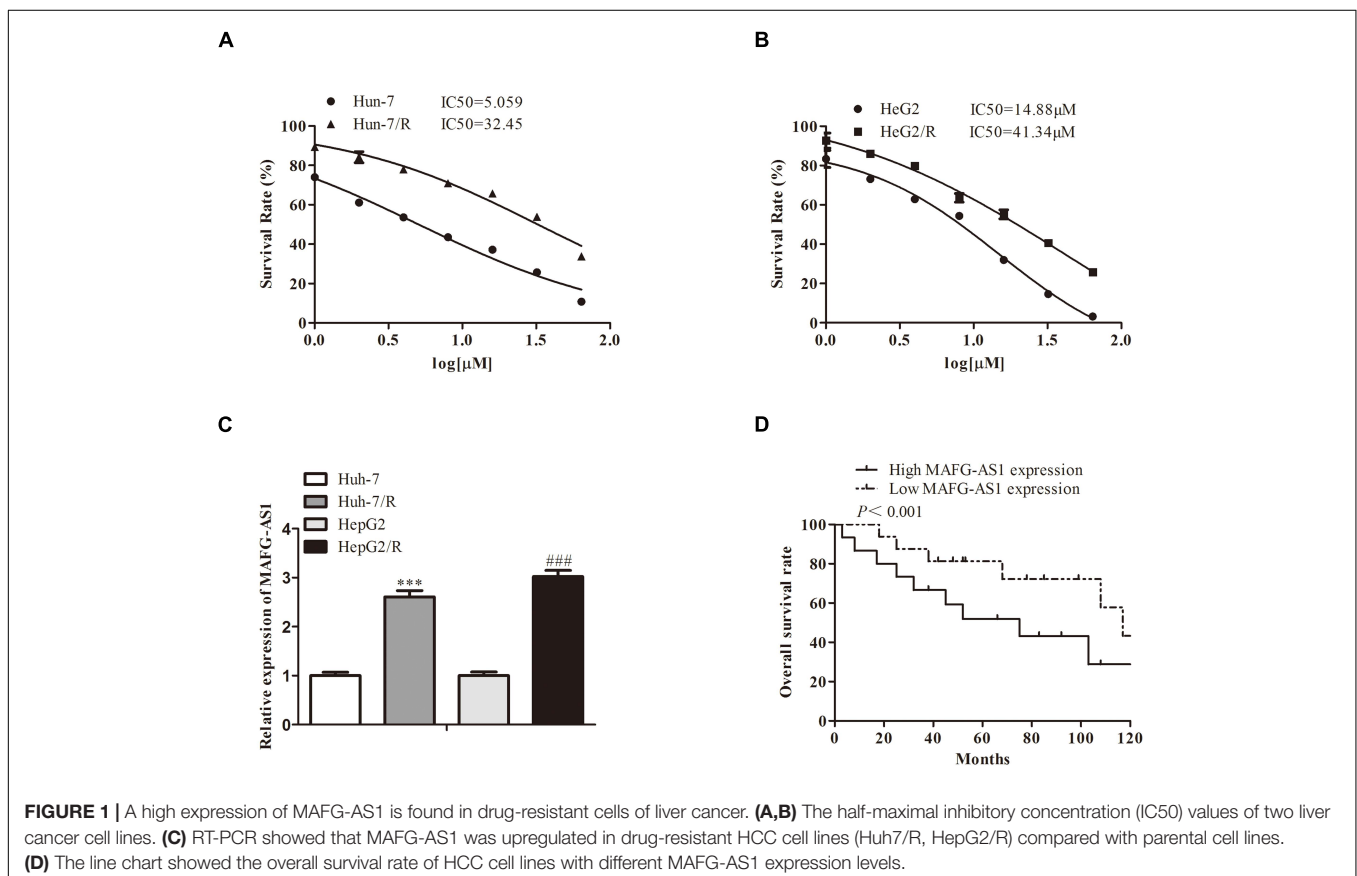 A
Hun-7 IC50=5.059
Hun-7/R IC50=32.45
100
80
60
40
20
0
Survival Rate (%)
0.0 0.5 1.0 1.5 2.0
log[μM]
B
HeG2 IC50=14.88μM
HeG2/R IC50=41.34μM
100
80
60
40
20
0
Survival Rate (%)
0.0 0.5 1.0 1.5 2.0
log[μM]
C
Huh-7
Huh-7/R
HepG2
HepG2/R
4
3
2
1
0
Relative expression of MAFG-AS1
***
###
D
High MAFG-AS1 expression
Low MAFG-AS1 expression
P< 0.001
100
80
60
40
20
0
Overall survival rate
0 20 40 60 80 100 120
Months
FIGURE 1 | A high expression of MAFG-AS1 is found in drug-resistant cells of liver cancer. (A,B) The half-maximal inhibitory concentration (IC50) values of two liver
cancer cell lines. (C) RT-PCR showed that MAFG-AS1 was upregulated in drug-resistant HCC cell lines (Huh7/R, HepG2/R) compared with parental cell lines.
(D) The line chart showed the overall survival rate of HCC cell lines with different MAFG-AS1 expression levels.